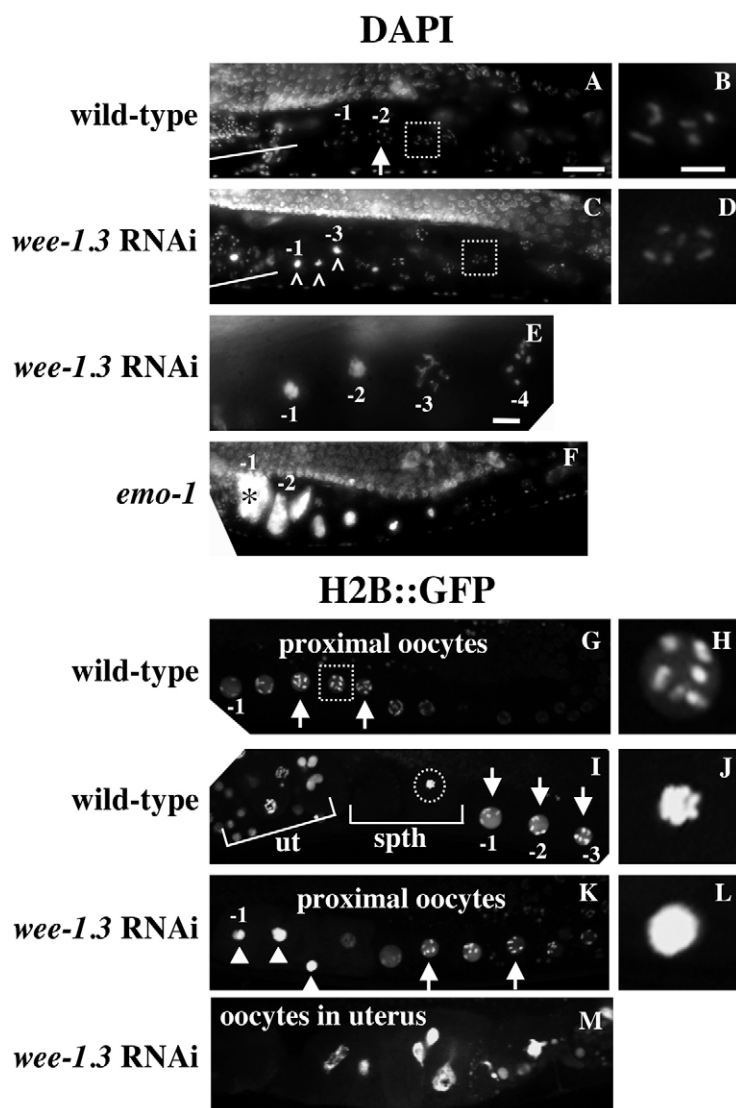 DAPI
wild-type
A
B
-1
-2
wee-1.3 RNAi
C
D
-1
-3
wee-1.3 RNAi
E
-1
-2
-3
-4
emo-1
F
-1
-2
*
H2B::GFP
wild-type
proximal oocytes
G
H
-1
wild-type
I
J
ut
spth
-1
-2
-3
wee-1.3 RNAi
proximal oocytes
K
L
-1
wee-1.3 RNAi
oocytes in uterus
M